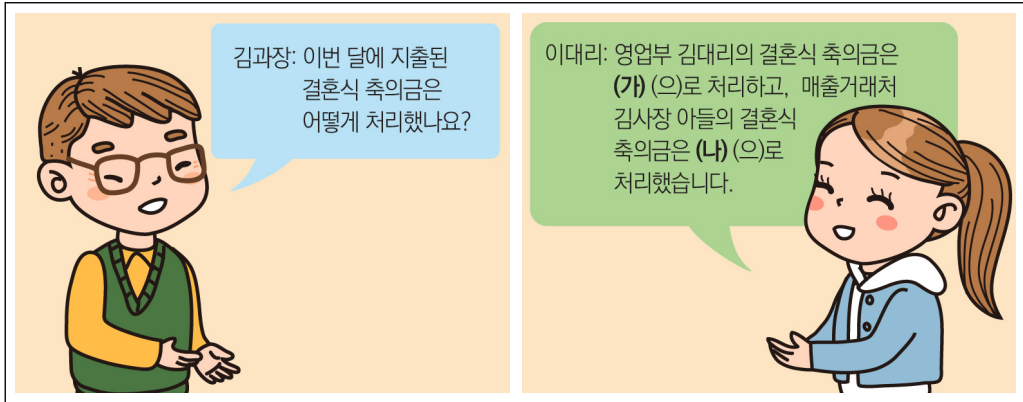 김과장: 이번 달에 지출된
결혼식 축의금은
어떻게 처리했나요?
이대리: 영업부 김대리의 결혼식 축의금은
(가) (으)로 처리하고, 매출거래처
김사장 아들의 결혼식
축의금은 (나) (으)로
처리했습니다.